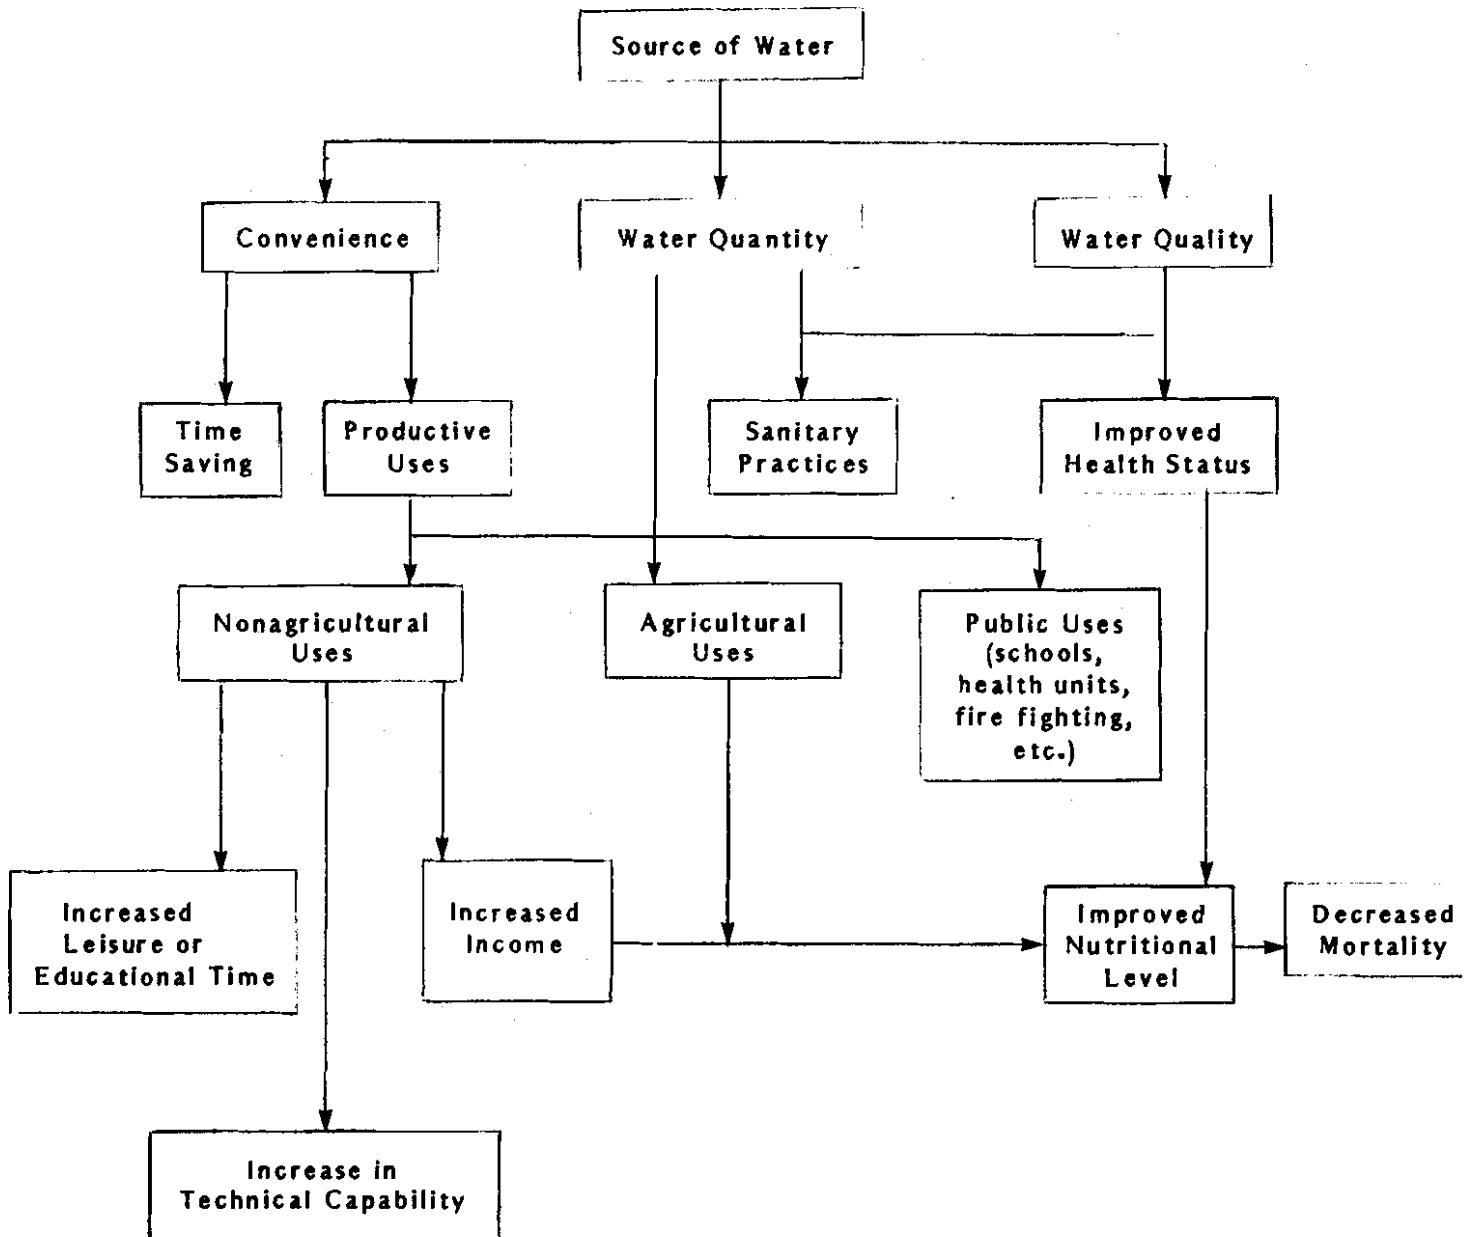 Source of Water
Convenience
Water Quantity
Water Quality
Time
Saving
Productive
Uses
Sanitary
Practices
Improved
Health Status
Nonagricultural
Uses
Agricultural
Uses
Public Uses
(schools,
health units,
fire fighting,
etc.)
Increased
Leisure or
Educational Time
Increased
Income
Improved
Nutritional
Level
Decreased
Mortality
Increase in
Technical Capability